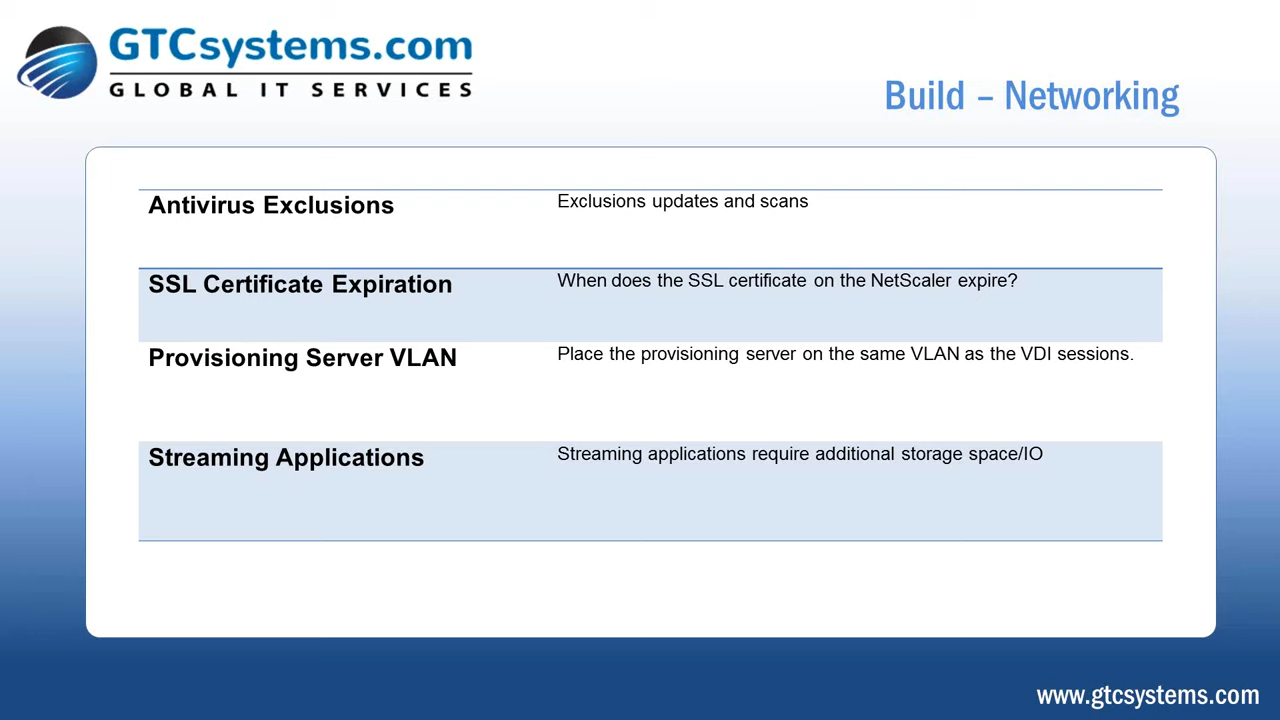 GTCsystems.com
GLOBAL IT SERVICES
Build – Networking
Antivirus Exclusions
Exclusions updates and scans
SSL Certificate Expiration
When does the SSL certificate on the NetScaler expire?
Provisioning Server VLAN
Place the provisioning server on the same VLAN as the VDI sessions.
Streaming Applications
Streaming applications require additional storage space/IO
www.gtcsystems.com